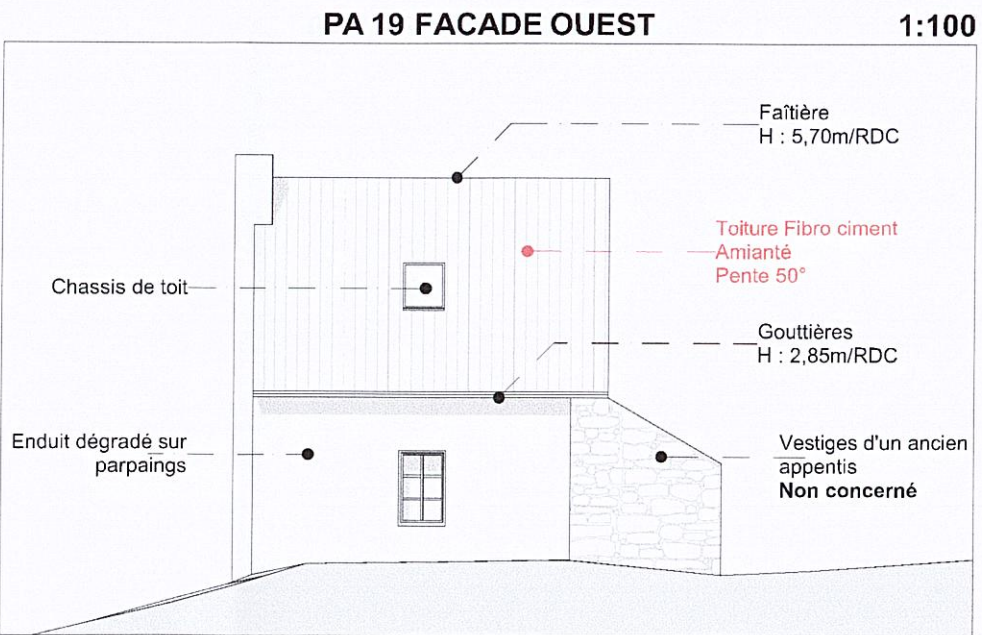 PA 19 FACADE OUEST
1:100
Faîtière
H : 5,70m/RDC
Toiture Fibro ciment
Amianté
Pente 50°
Chassis de toit
Gouttières
H : 2,85m/RDC
Enduit dégradé sur
parpaings
Vestiges d'un ancien
appentis
Non concerné